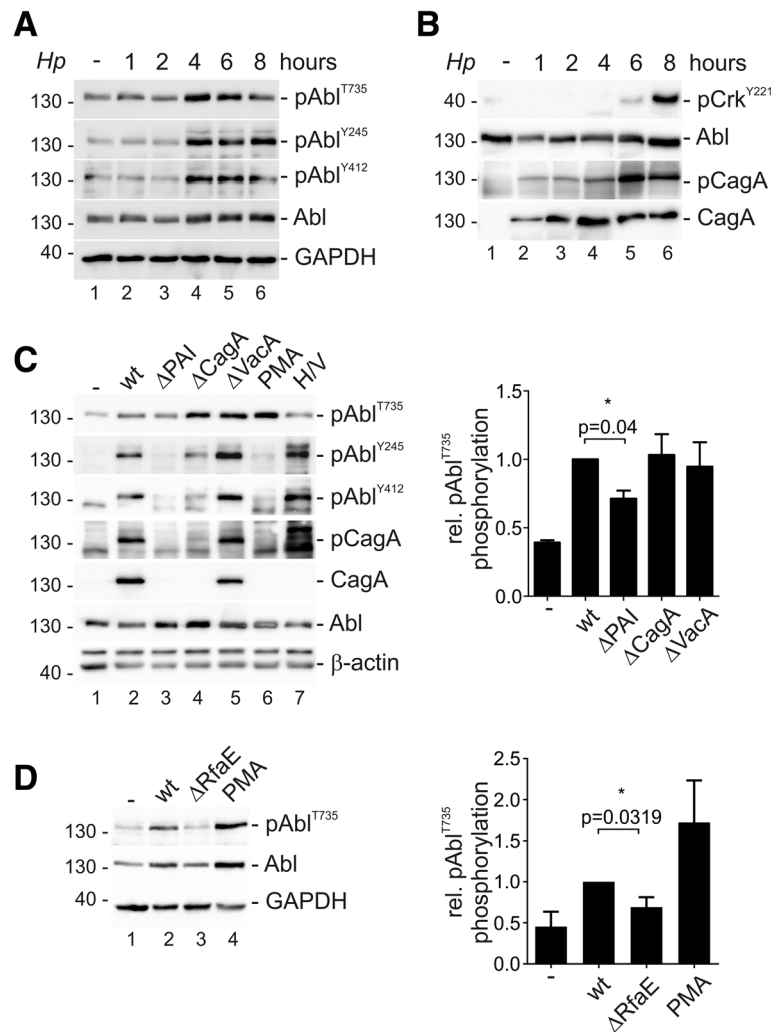 A
Hp - 1 2 4 6 8 hours
130 - - pAbl^T735
130 - - pAbl^Y245
130 - - pAbl^Y412
130 - - Abl
40 - - GAPDH
1 2 3 4 5 6
B
Hp - 1 2 4 6 8 hours
40 - - pCrk^Y221
130 - - Abl
130 - - pCagA
130 - - CagA
1 2 3 4 5 6
C
- wt ΔPAI ΔCagA ΔVacA PMA H/V
130 - - pAbl^T735
130 - - pAbl^Y245
130 - - pAbl^Y412
130 - - pCagA
130 - - CagA
130 - - Abl
40 - - β-actin
1 2 3 4 5 6 7
rel. pAbl^T735
phosphorylation
1.5
1.0
0.5
0.0
*
p=0.04
- wt ΔPAI ΔCagA ΔVacA
D
- wt ΔRfaE PMA
130 - - pAbl^T735
130 - - Abl
40 - - GAPDH
1 2 3 4
rel. pAbl^T735
phosphorylation
2.5
2.0
1.5
1.0
0.5
0.0
*
p=0.0319
- wt ΔRfaE PMA